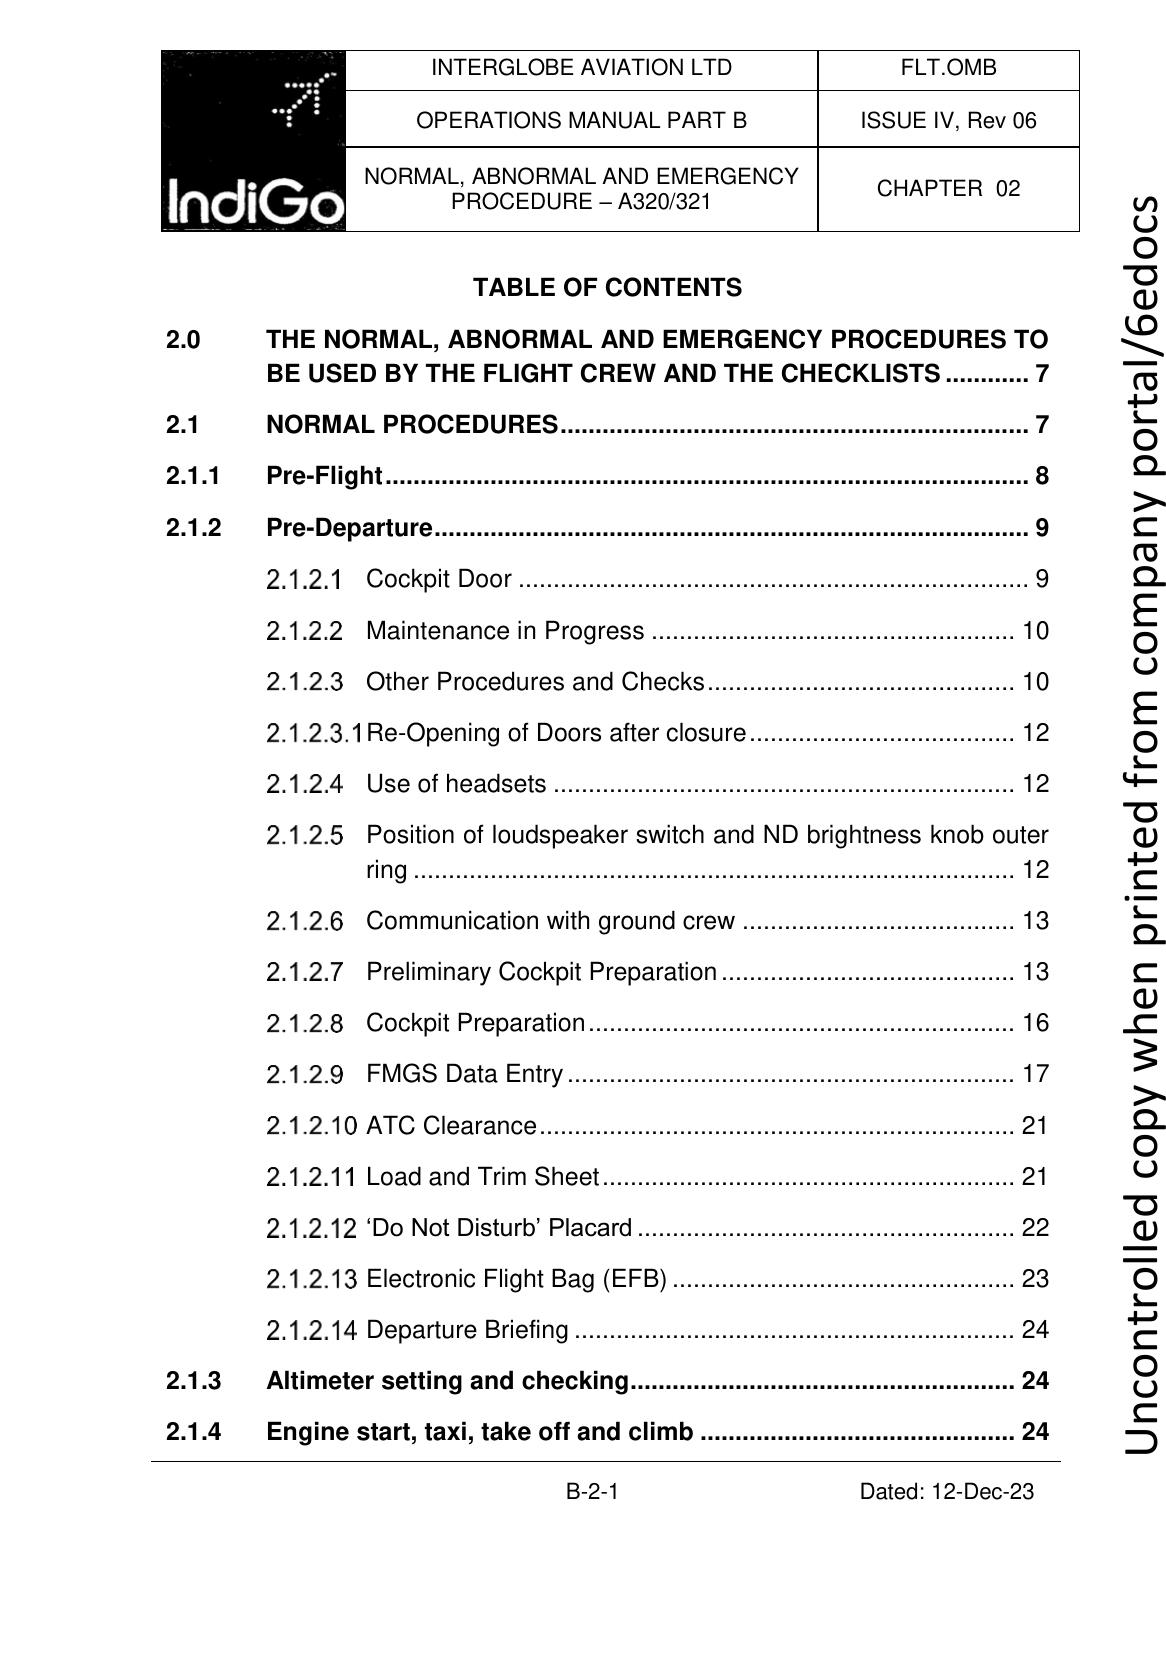 IndiGo
INTERGLOBE AVIATION LTD
FLT.OMB
OPERATIONS MANUAL PART B
ISSUE IV, Rev 06
NORMAL, ABNORMAL AND EMERGENCY
PROCEDURE – A320/321
CHAPTER 02
TABLE OF CONTENTS
2.0 THE NORMAL, ABNORMAL AND EMERGENCY PROCEDURES TO
BE USED BY THE FLIGHT CREW AND THE CHECKLISTS ............ 7
2.1 NORMAL PROCEDURES................................................................... 7
2.1.1 Pre-Flight............................................................................................ 8
2.1.2 Pre-Departure..................................................................................... 9
2.1.2.1 Cockpit Door ......................................................................... 9
2.1.2.2 Maintenance in Progress .................................................... 10
2.1.2.3 Other Procedures and Checks............................................ 10
2.1.2.3.1Re-Opening of Doors after closure...................................... 12
2.1.2.4 Use of headsets .................................................................. 12
2.1.2.5 Position of loudspeaker switch and ND brightness knob outer
ring ...................................................................................... 12
2.1.2.6 Communication with ground crew ....................................... 13
2.1.2.7 Preliminary Cockpit Preparation.......................................... 13
2.1.2.8 Cockpit Preparation............................................................. 16
2.1.2.9 FMGS Data Entry................................................................ 17
2.1.2.10 ATC Clearance.................................................................... 21
2.1.2.11 Load and Trim Sheet........................................................... 21
2.1.2.12 ‘Do Not Disturb’ Placard ...................................................... 22
2.1.2.13 Electronic Flight Bag (EFB) ................................................. 23
2.1.2.14 Departure Briefing ............................................................... 24
2.1.3 Altimeter setting and checking....................................................... 24
2.1.4 Engine start, taxi, take off and climb ............................................. 24
B-2-1
Dated: 12-Dec-23
Uncontrolled copy when printed from company portal/6edocs